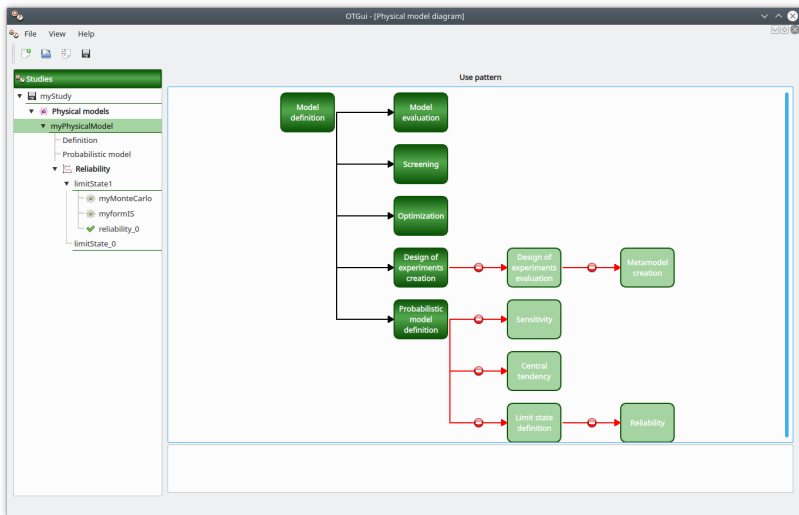 OTGui - [Physical model diagram]
File View Help
Studies
myStudy
Physical models
myPhysicalModel
Definition
Probabilistic model
Reliability
limitState1
myMonteCarlo
myformIS
reliability_0
limitState_0
Use pattern
Model
definition
Model
evaluation
Screening
Optimization
Design of
experiments
creation
Design of
experiments
evaluation
Metamodel
creation
Probabilistic
model
definition
Sensitivity
Central
tendency
Limit state
definition
Reliability